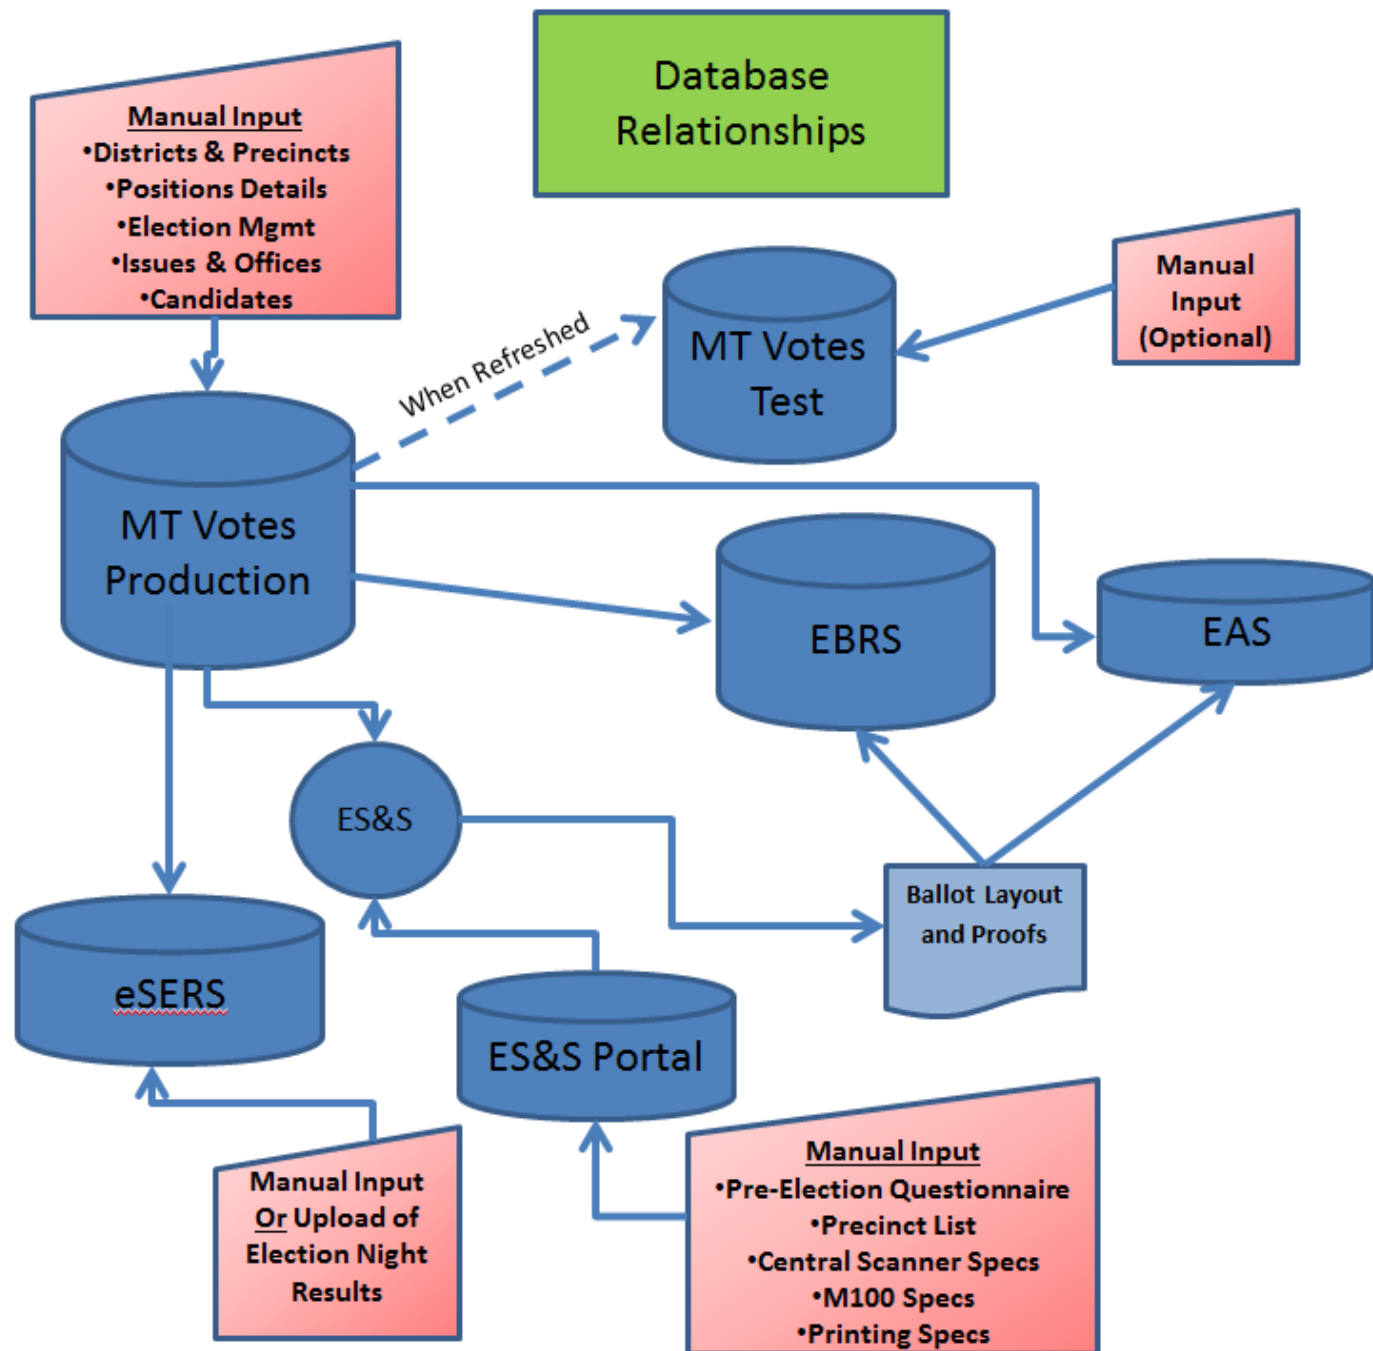 Database
Relationships
Manual Input
•Districts & Precincts
•Positions Details
•Election Mgmt
•Issues & Offices
•Candidates
Manual
Input
(Optional)
When Refreshed
MT Votes
Test
MT Votes
Production
EBRS
EAS
ES&S
Ballot Layout
and Proofs
eSERS
ES&S Portal
Manual Input
Or Upload of
Election Night
Results
Manual Input
•Pre-Election Questionnaire
•Precinct List
•Central Scanner Specs
•M100 Specs
•Printing Specs